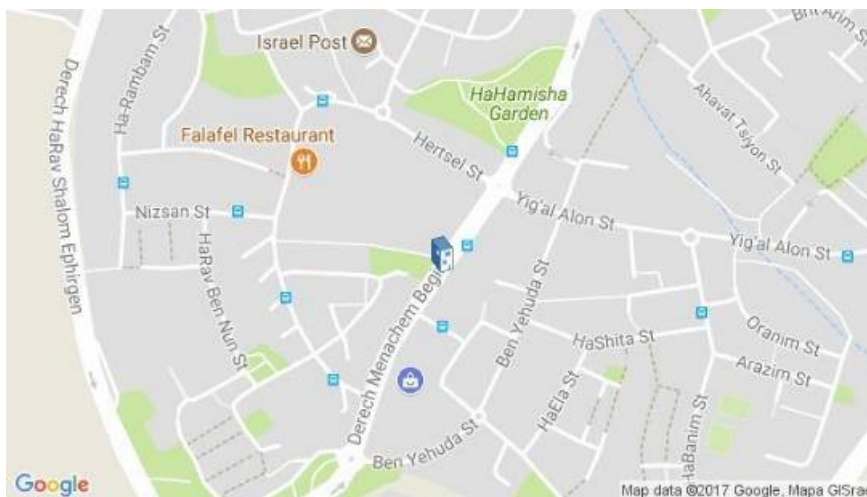 Israel Post
Brit Arim St
HaHamisha
Garden
Derech HaRav Shalom Ephirgen
Ha-Rambam St
Ahavat Tsiyon St
Falafel Restaurant
Hertsel St
Nizsan St
Yig'al Alon St
Yig'al Alon St
HaRav Ben Nun St
Derech Menachem Begin
Ben Yehuda St
HaShita St
Oranim St
Arazim St
HaEla St
HaBanim St
Ben Yehuda St
Google
Map data ©2017 Google, Mapa GISrae